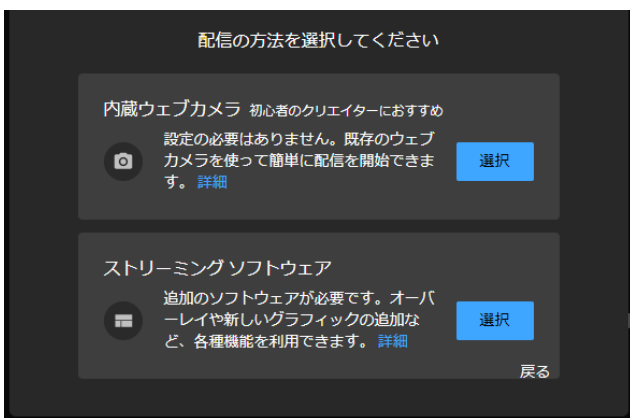 配信の方法を選択してください
内蔵ウェブカメラ 初心者のクリエイターにおすすめ
設定の必要はありません。既存のウェブ
カメラを使って簡単に配信を開始できま
す。 詳細
選択
ストリーミング ソフトウェア
追加のソフトウェアが必要です。オーバ
ーレイや新しいグラフィックの追加な
ど、各種機能を利用できます。 詳細
選択
戻る